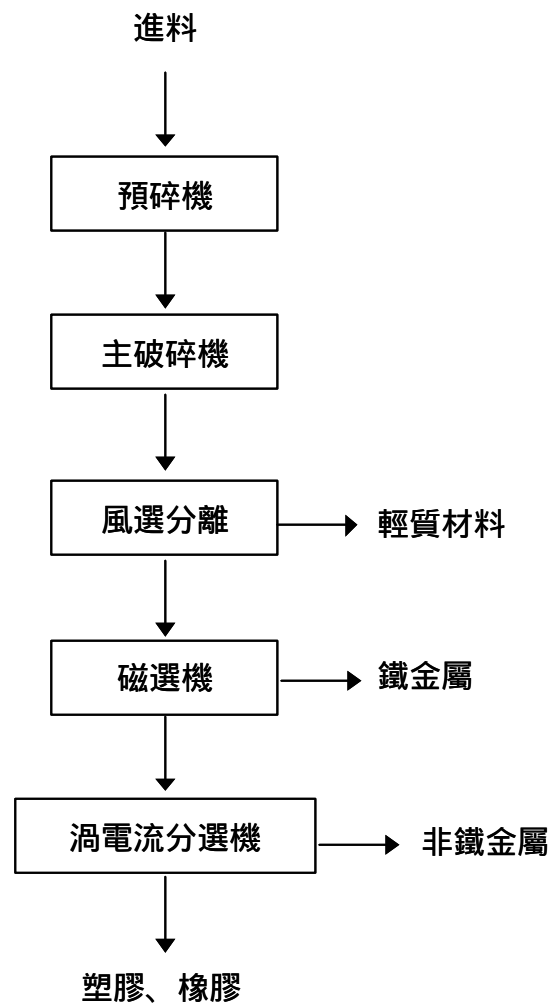 進料
預碎機
主破碎機
風選分離
輕質材料
磁選機
鐵金屬
渦電流分選機
非鐵金屬
塑膠、橡膠